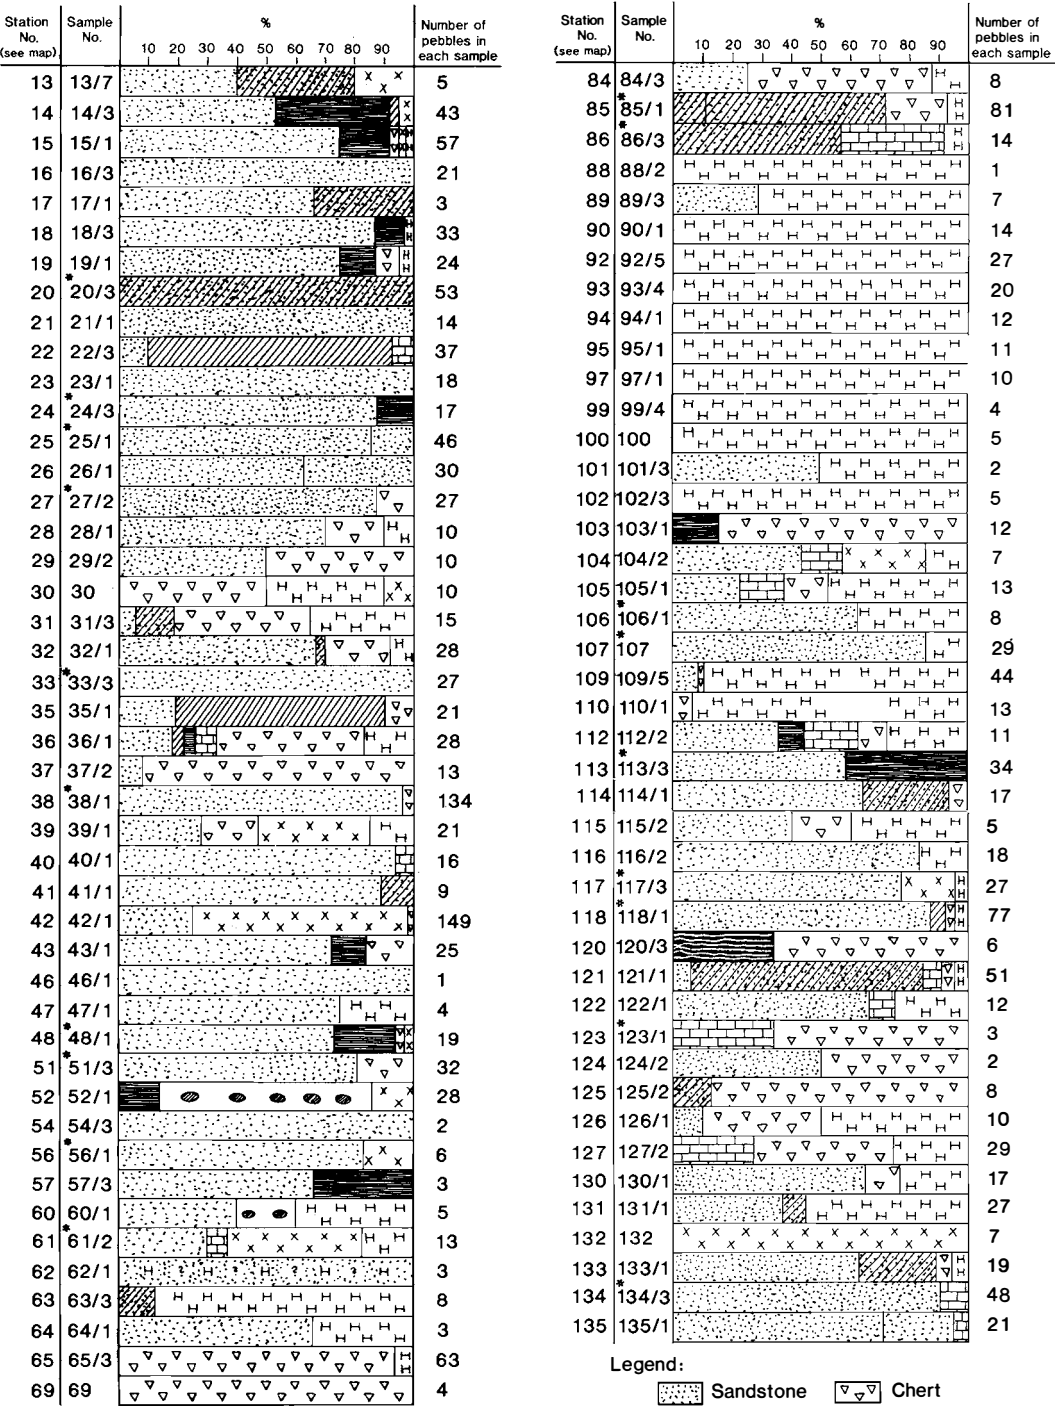 Station Sample % Number of
No. No. pebbles in
(see map) 10 20 30 40 50 60 70 80 90 each sample
13 13/7 5
14 14/3 43
15 15/1 57
16 16/3 21
17 17/1 3
18 18/3 33
19 19/1 24
20 *20/3 53
21 21/1 14
22 22/3 37
23 23/1 18
24 *24/3 17
25 *25/1 46
26 26/1 30
27 *27/2 27
28 28/1 10
29 29/2 10
30 30 10
31 31/3 15
32 32/1 28
33 *33/3 27
35 35/1 21
36 36/1 28
37 37/2 13
38 *38/1 134
39 39/1 21
40 40/1 16
41 41/1 9
42 42/1 149
43 43/1 25
46 46/1 1
47 47/1 4
48 *48/1 19
51 *51/3 32
52 52/1 28
54 54/3 2
56 *56/1 6
57 57/3 3
60 60/1 5
61 *61/2 13
62 62/1 3
63 63/3 8
64 64/1 3
65 65/3 63
69 69 4
Station Sample % Number of
No. No. pebbles in
(see map) 10 20 30 40 50 60 70 80 90 each sample
84 84/3 8
85 *85/1 81
86 *86/3 14
88 88/2 1
89 89/3 7
90 90/1 14
92 92/5 27
93 93/4 20
94 94/1 12
95 95/1 11
97 97/1 10
99 99/4 4
100 100 5
101 101/3 2
102 102/3 5
103 103/1 12
104 104/2 7
105 105/1 13
106 *106/1 8
107 *107 29
109 109/5 44
110 110/1 13
112 112/2 11
113 *113/3 34
114 114/1 17
115 115/2 5
116 116/2 18
117 *117/3 27
118 *118/1 77
120 120/3 6
121 121/1 51
122 122/1 12
123 *123/1 3
124 124/2 2
125 125/2 8
126 126/1 10
127 127/2 29
130 130/1 17
131 131/1 27
132 132 7
133 133/1 19
134 *134/3 48
135 135/1 21
Legend:
Sandstone Chert